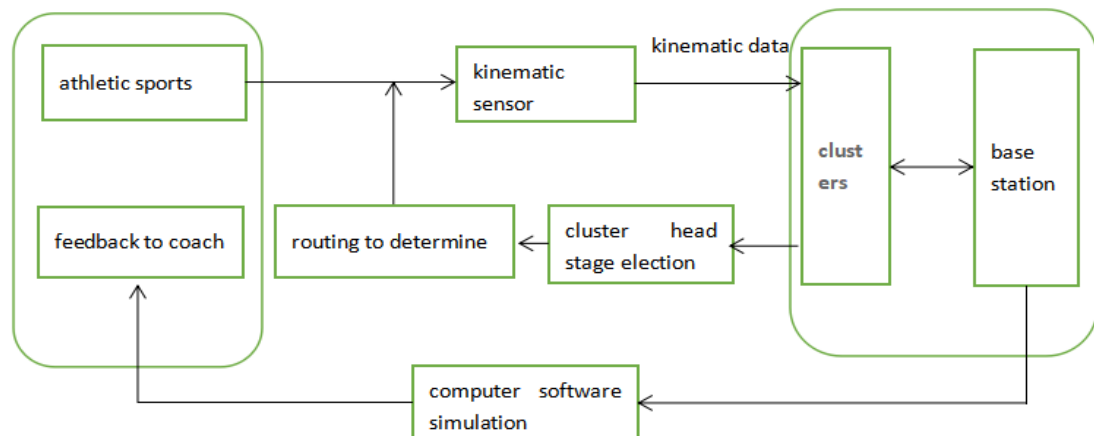 athletic sports
kinematic
sensor
kinematic data
clust
ers
base
station
feedback to coach
routing to determine
cluster head
stage election
computer software
simulation